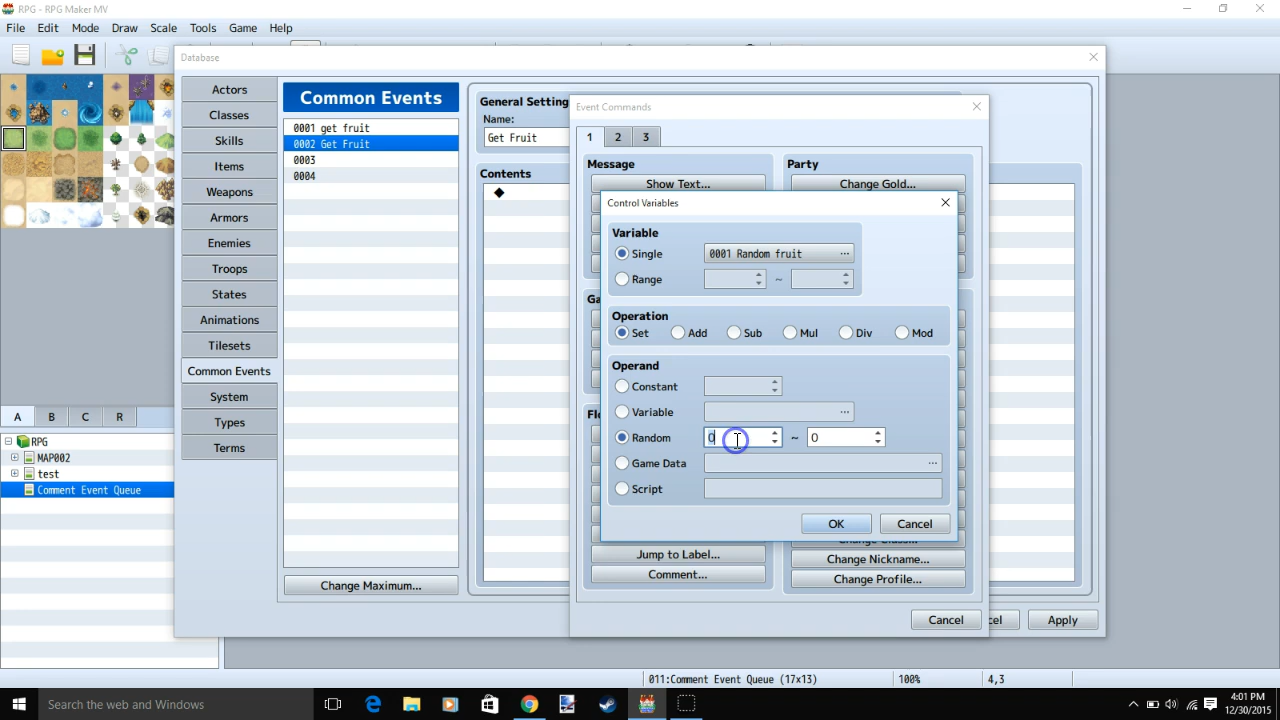 RPG - RPG Maker MV
File Edit Mode Draw Scale Tools Game Help
Database
Actors
Classes
Skills
Items
Weapons
Armors
Enemies
Troops
States
Animations
Tilesets
Common Events
System
Types
Terms
Common Events
0001 get fruit
0002 Get Fruit
0003
0004
Change Maximum...
General Setting
Name:
Get Fruit
Contents
Event Commands
1 2 3
Message
Show Text...
Party
Change Gold...
Control Variables
Variable
Single 0001 Random fruit ...
Range ~
Operation
Set Add Sub Mul Div Mod
Operand
Constant
Variable ...
Random 0 ~ 0
Game Data ...
Script
OK Cancel
Jump to Label...
Comment...
Change Nickname...
Change Profile...
Cancel
cel Apply
A B C R
RPG
MAP002
test
Comment Event Queue
011:Comment Event Queue (17x13) 100% 4,3
Search the web and Windows
4:01 PM
12/30/2015